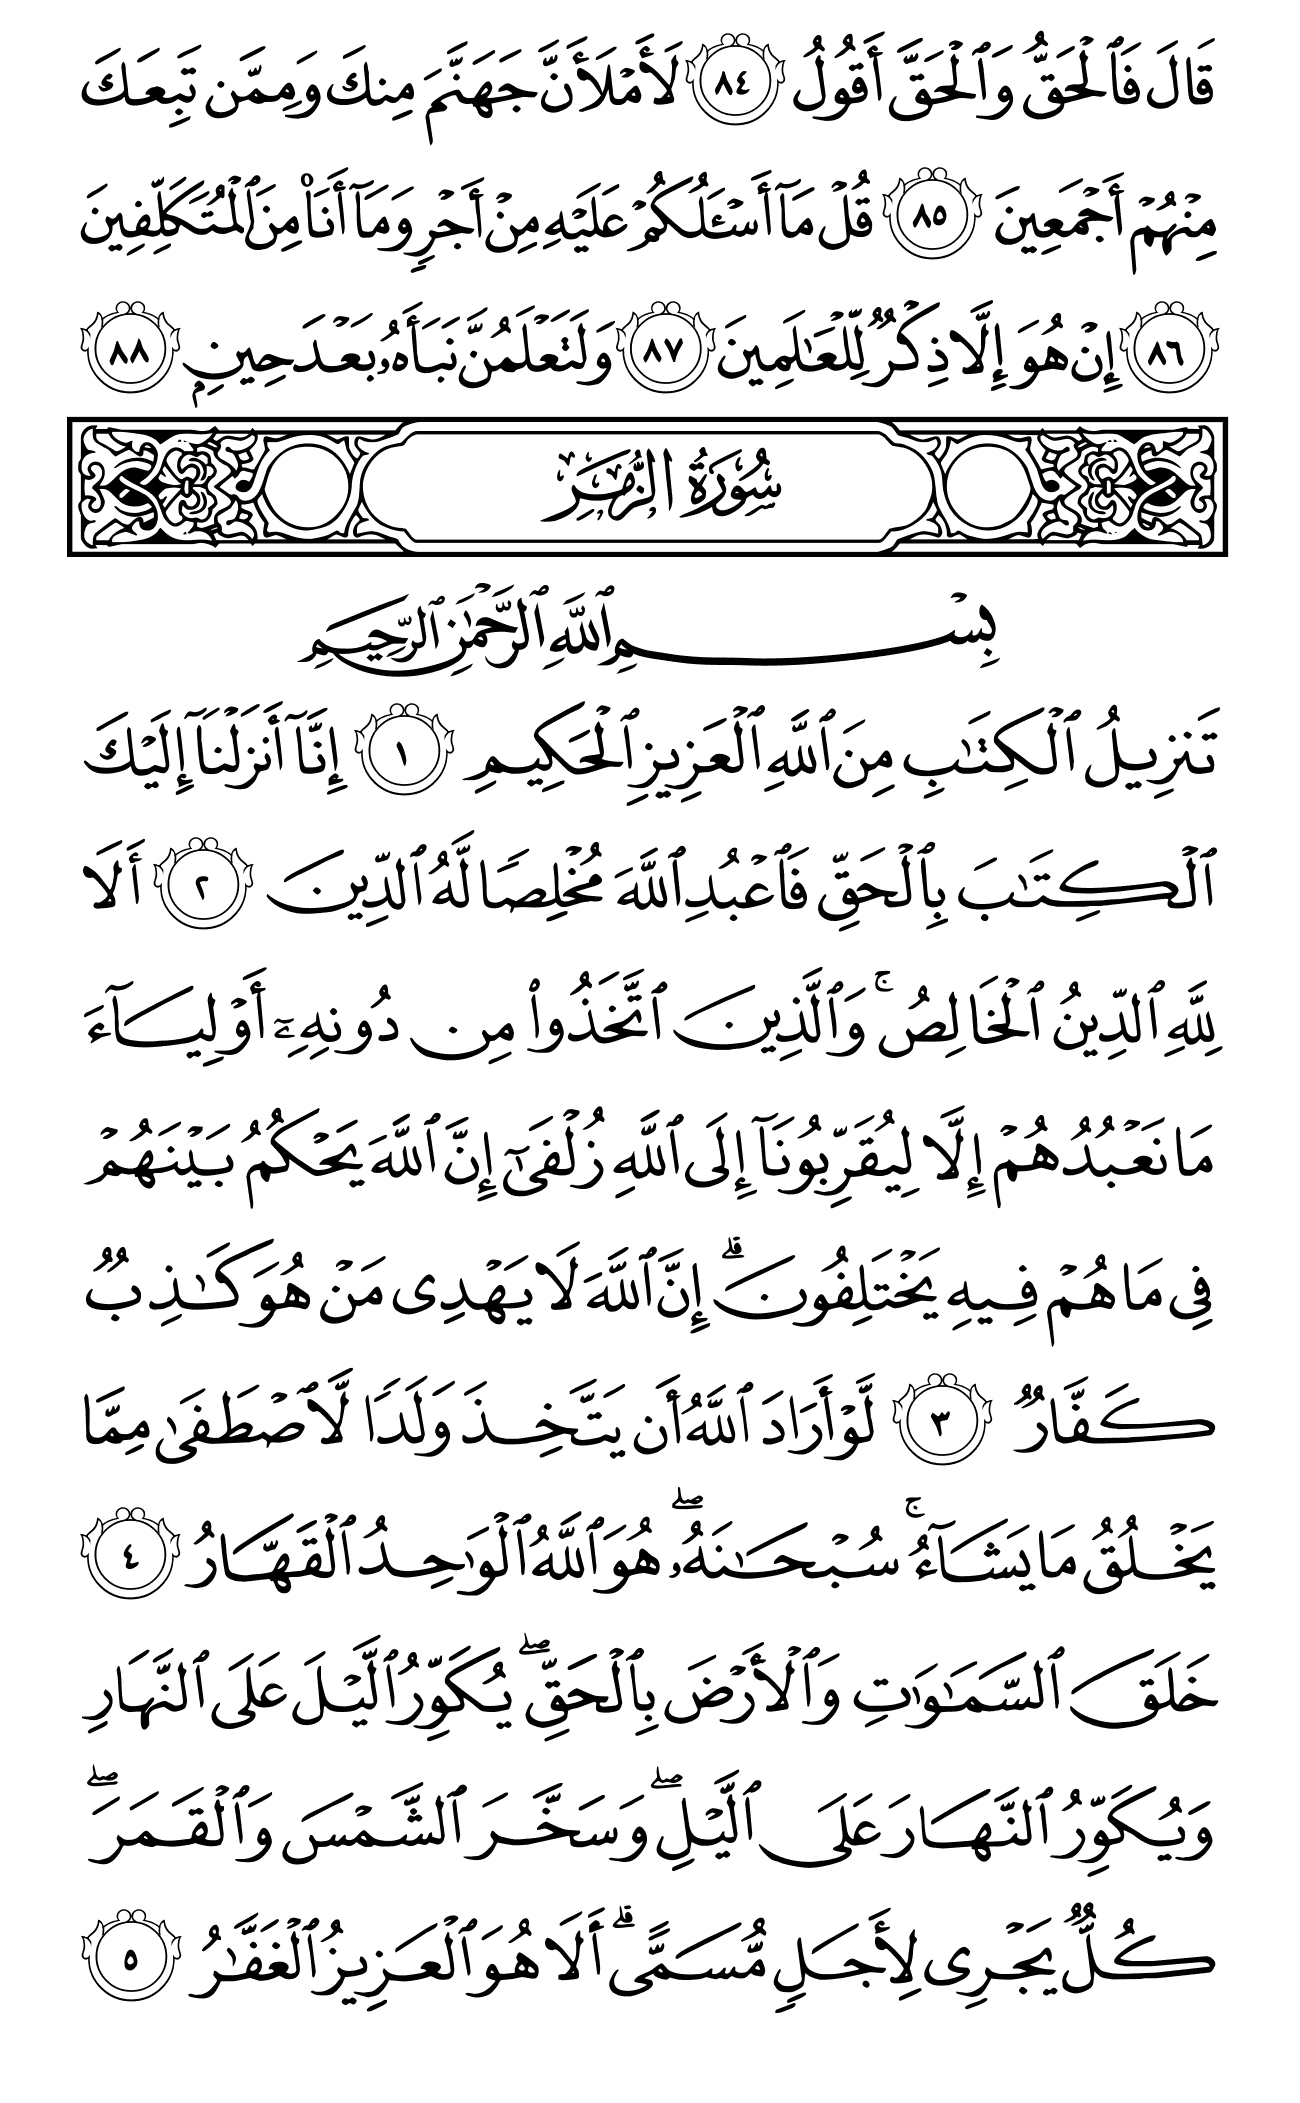 قَالَ فَٱلْحَقُّ وَٱلْحَقَّ أَقُولُ ٨٤ لَأَمْلَأَنَّ جَهَنَّمَ مِنكَ وَمِمَّن تَبِعَكَ
مِنْهُمْ أَجْمَعِينَ ٨٥ قُلْ مَآ أَسْـَٔلُكُمْ عَلَيْهِ مِنْ أَجْرٍ وَمَآ أَنَا۠ مِنَ ٱلْمُتَكَلِّفِينَ
٨٦ إِنْ هُوَ إِلَّا ذِكْرٌ لِّلْعَـٰلَمِينَ ٨٧ وَلَتَعْلَمُنَّ نَبَأَهُۥ بَعْدَ حِينِۭ ٨٨
سُورَةُ الزُّمَرِ
بِسْمِ ٱللَّهِ ٱلرَّحْمَـٰنِ ٱلرَّحِيمِ
تَنزِيلُ ٱلْكِتَـٰبِ مِنَ ٱللَّهِ ٱلْعَزِيزِ ٱلْحَكِيمِ ١ إِنَّآ أَنزَلْنَآ إِلَيْكَ
ٱلْكِتَـٰبَ بِٱلْحَقِّ فَٱعْبُدِ ٱللَّهَ مُخْلِصًا لَّهُ ٱلدِّينَ ٢ أَلَا
لِلَّهِ ٱلدِّينُ ٱلْخَالِصُ ۚ وَٱلَّذِينَ ٱتَّخَذُوا۟ مِن دُونِهِۦٓ أَوْلِيَآءَ
مَا نَعْبُدُهُمْ إِلَّا لِيُقَرِّبُونَآ إِلَى ٱللَّهِ زُلْفَىٰٓ إِنَّ ٱللَّهَ يَحْكُمُ بَيْنَهُمْ
فِى مَا هُمْ فِيهِ يَخْتَلِفُونَ ۗ إِنَّ ٱللَّهَ لَا يَهْدِى مَنْ هُوَ كَـٰذِبٌ
كَفَّارٌ ٣ لَّوْ أَرَادَ ٱللَّهُ أَن يَتَّخِذَ وَلَدًا لَّٱصْطَفَىٰ مِمَّا
يَخْلُقُ مَا يَشَآءُ ۚ سُبْحَـٰنَهُۥ ۖ هُوَ ٱللَّهُ ٱلْوَٰحِدُ ٱلْقَهَّارُ ٤
خَلَقَ ٱلسَّمَـٰوَٰتِ وَٱلْأَرْضَ بِٱلْحَقِّ ۖ يُكَوِّرُ ٱلَّيْلَ عَلَى ٱلنَّهَارِ
وَيُكَوِّرُ ٱلنَّهَارَ عَلَى ٱلَّيْلِ ۖ وَسَخَّرَ ٱلشَّمْسَ وَٱلْقَمَرَ ۖ
كُلٌّ يَجْرِى لِأَجَلٍ مُّسَمًّى ۗ أَلَا هُوَ ٱلْعَزِيزُ ٱلْغَفَّـٰرُ ٥